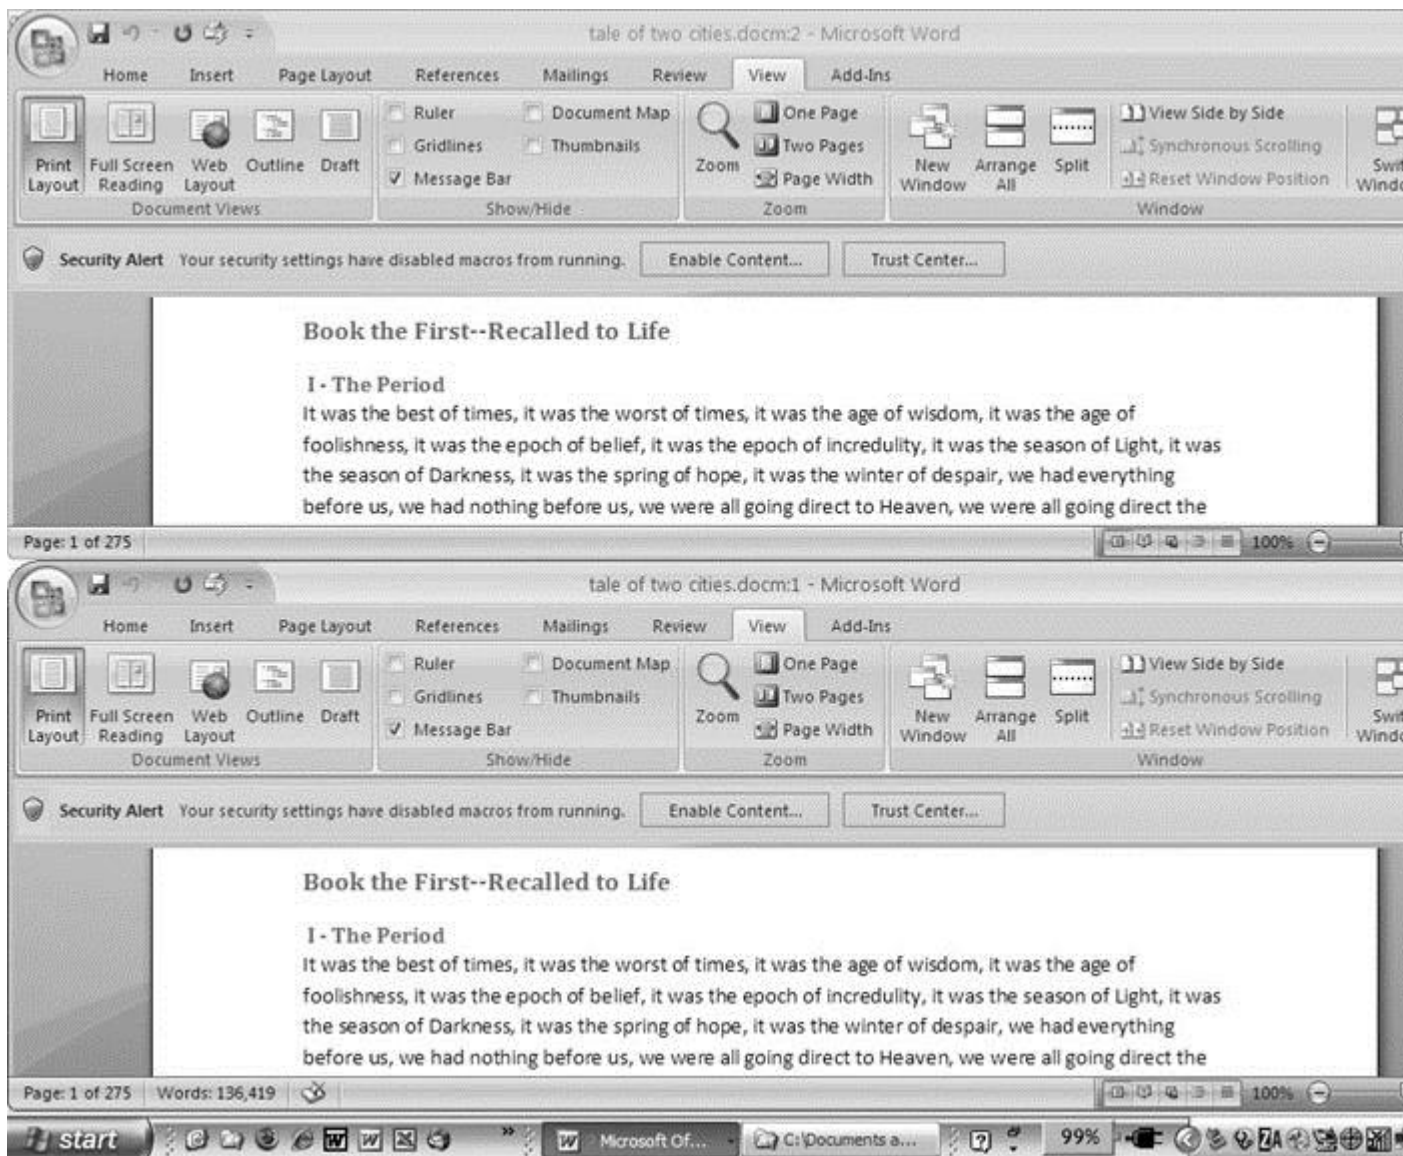 tale of two cities.docm:2 - Microsoft Word
Home Insert Page Layout References Mailings Review View Add-Ins
Ruler Document Map One Page View Side by Side
Gridlines Thumbnails Two Pages Synchronous Scrolling
Print Layout Full Screen Reading Web Layout Outline Draft Message Bar Zoom Page Width New Window Arrange All Split Reset Window Position Swit Windo
Document Views Show/Hide Zoom Window
Security Alert Your security settings have disabled macros from running. Enable Content... Trust Center...
Book the First--Recalled to Life
I - The Period
It was the best of times, it was the worst of times, it was the age of wisdom, it was the age of
foolishness, it was the epoch of belief, it was the epoch of incredulity, it was the season of Light, it was
the season of Darkness, it was the spring of hope, it was the winter of despair, we had everything
before us, we had nothing before us, we were all going direct to Heaven, we were all going direct the
Page: 1 of 275 100%
tale of two cities.docm:1 - Microsoft Word
Home Insert Page Layout References Mailings Review View Add-Ins
Ruler Document Map One Page View Side by Side
Gridlines Thumbnails Two Pages Synchronous Scrolling
Print Layout Full Screen Reading Web Layout Outline Draft Message Bar Zoom Page Width New Window Arrange All Split Reset Window Position Swit Windo
Document Views Show/Hide Zoom Window
Security Alert Your security settings have disabled macros from running. Enable Content... Trust Center...
Book the First--Recalled to Life
I - The Period
It was the best of times, it was the worst of times, it was the age of wisdom, it was the age of
foolishness, it was the epoch of belief, it was the epoch of incredulity, it was the season of Light, it was
the season of Darkness, it was the spring of hope, it was the winter of despair, we had everything
before us, we had nothing before us, we were all going direct to Heaven, we were all going direct the
Page: 1 of 275 Words: 136,419 100%
start Microsoft Of... C:\Documents a... 99%